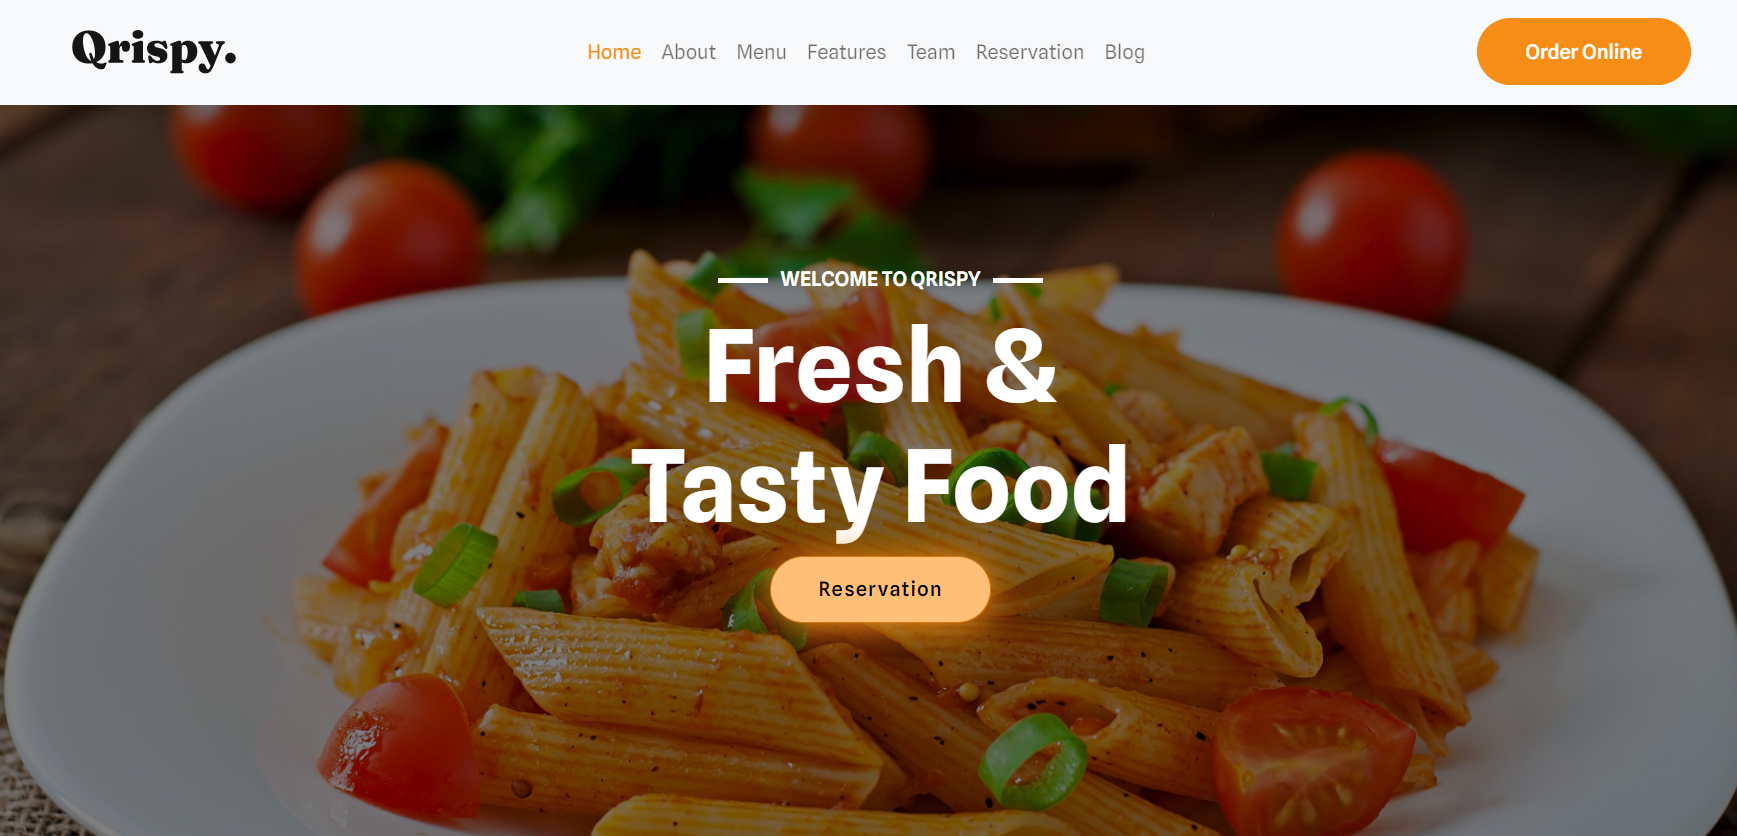 Qrispy.
Home About Menu Features Team Reservation Blog
Order Online
WELCOME TO QRISPY
Fresh &
Tasty Food
Reservation